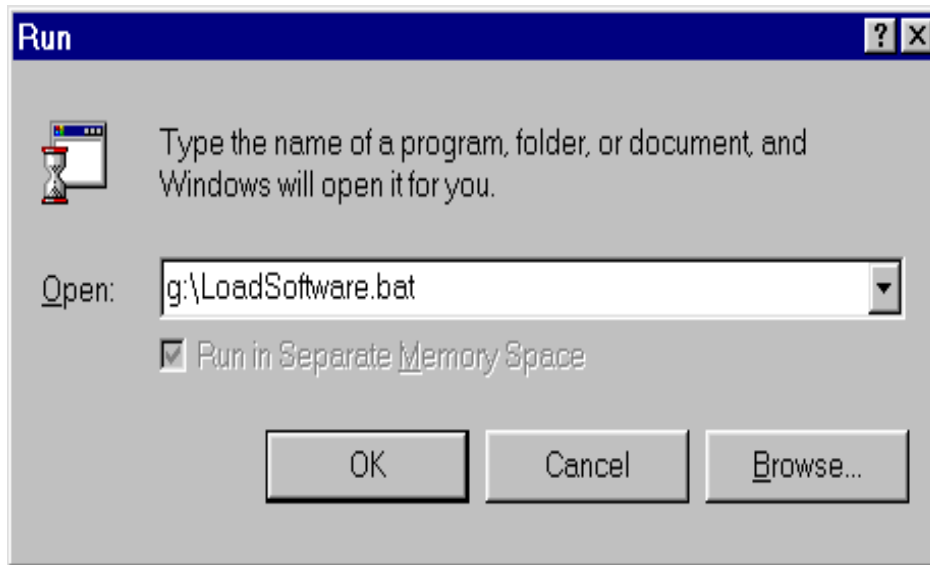 Run
Type the name of a program, folder, or document, and
Windows will open it for you.
Open: g:\LoadSoftware.bat
Run in Separate Memory Space
OK Cancel Browse...